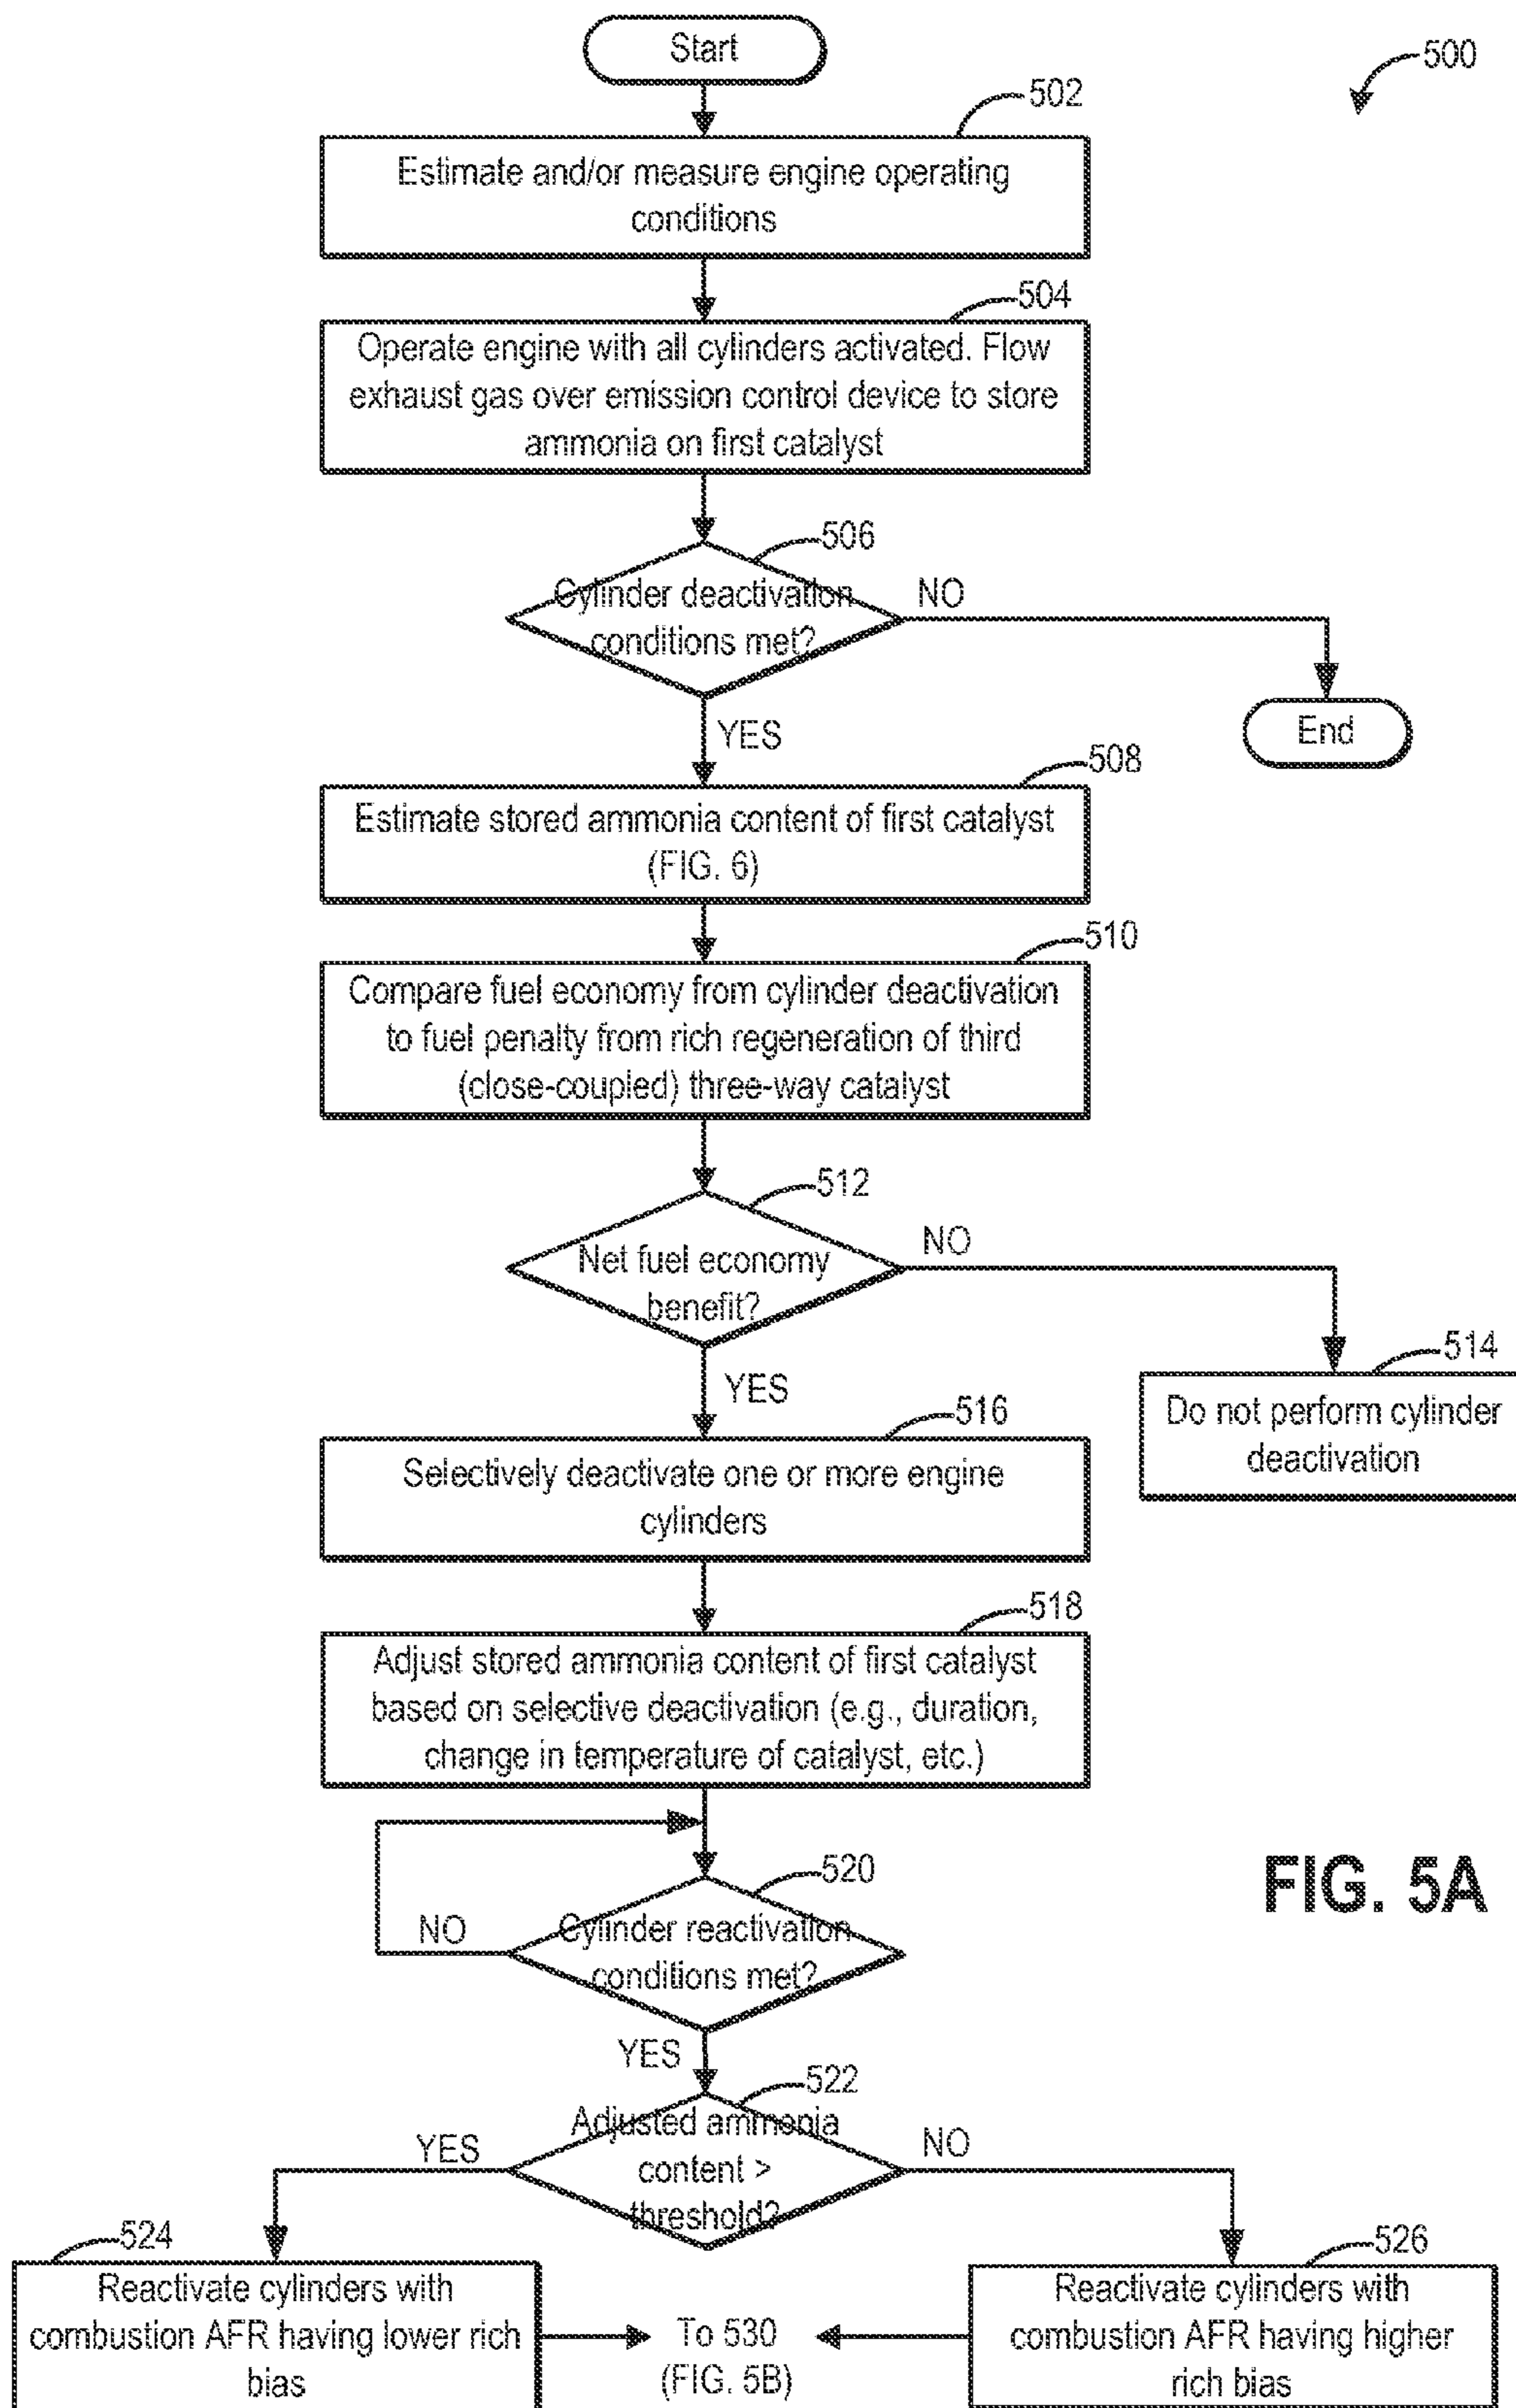 Start
500
502
Estimate and/or measure engine operating
conditions
504
Operate engine with all cylinders activated. Flow
exhaust gas over emission control device to store
ammonia on first catalyst
506
Cylinder deactivation
conditions met?
NO
End
YES
508
Estimate stored ammonia content of first catalyst
(FIG. 6)
510
Compare fuel economy from cylinder deactivation
to fuel penalty from rich regeneration of third
(close-coupled) three-way catalyst
512
Net fuel economy
benefit?
NO
514
Do not perform cylinder
deactivation
YES
516
Selectively deactivate one or more engine
cylinders
518
Adjust stored ammonia content of first catalyst
based on selective deactivation (e.g., duration,
change in temperature of catalyst, etc.)
520
Cylinder reactivation
conditions met?
NO
FIG. 5A
YES
522
Adjusted ammonia
content >
threshold?
YES
NO
524
Reactivate cylinders with
combustion AFR having lower rich
bias
To 530
(FIG. 5B)
526
Reactivate cylinders with
combustion AFR having higher
rich bias